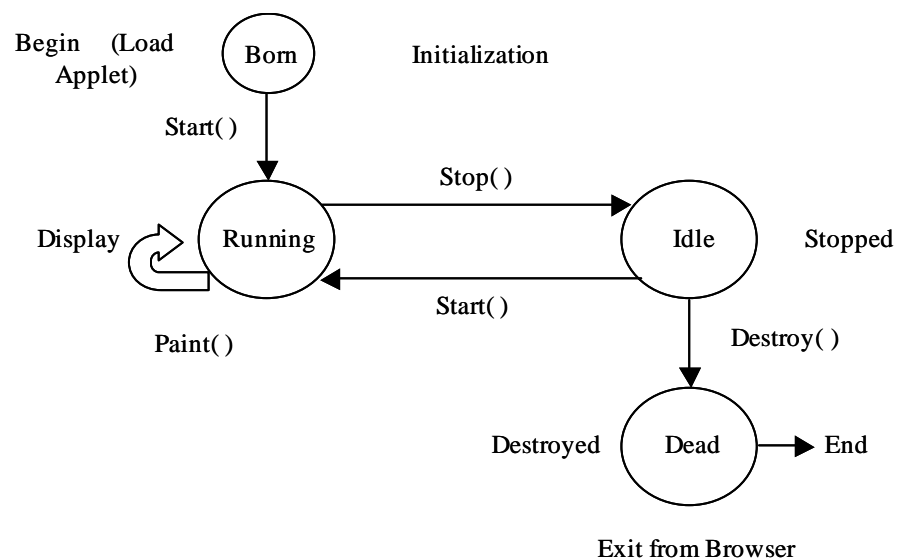 Begin (Load
Applet)
Born
Initialization
Start( )
Stop( )
Display
Running
Idle
Stopped
Start( )
Paint( )
Destroy( )
Destroyed
Dead
End
Exit from Browser